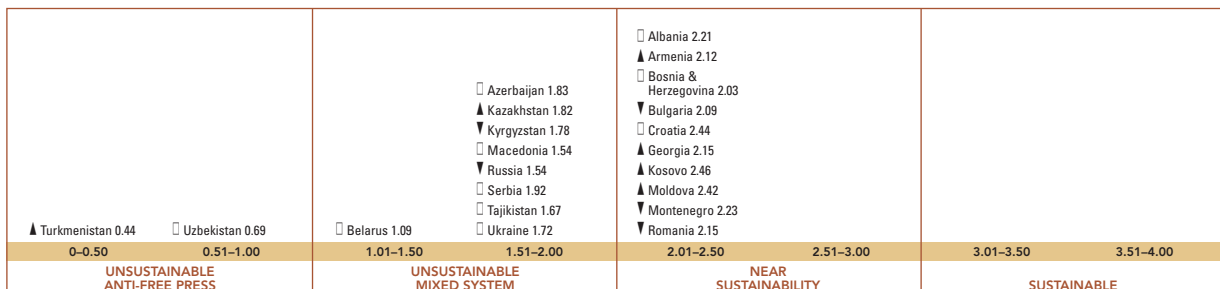 □ Albania 2.21
▲ Armenia 2.12
□ Bosnia &
Herzegovina 2.03
□ Azerbaijan 1.83
▼ Bulgaria 2.09
▲ Kazakhstan 1.82
□ Croatia 2.44
▼ Kyrgyzstan 1.78
▲ Georgia 2.15
□ Macedonia 1.54
▲ Kosovo 2.46
▼ Russia 1.54
▲ Moldova 2.42
□ Serbia 1.92
▼ Montenegro 2.23
□ Tajikistan 1.67
▲ Turkmenistan 0.44
□ Uzbekistan 0.69
□ Belarus 1.09
□ Ukraine 1.72
▼ Romania 2.15
0–0.50 0.51–1.00 1.01–1.50 1.51–2.00 2.01–2.50 2.51–3.00 3.01–3.50 3.51–4.00
UNSUSTAINABLE
ANTI-FREE PRESS
UNSUSTAINABLE
MIXED SYSTEM
NEAR
SUSTAINABILITY
SUSTAINABLE